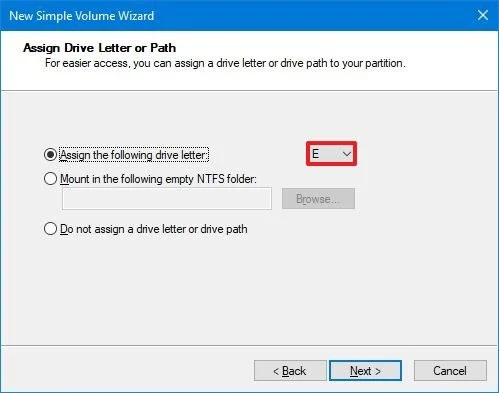 New Simple Volume Wizard
Assign Drive Letter or Path
For easier access, you can assign a drive letter or drive path to your partition.
Assign the following drive letter: E
Mount in the following empty NTFS folder:
Browse...
Do not assign a drive letter or drive path
< Back Next > Cancel